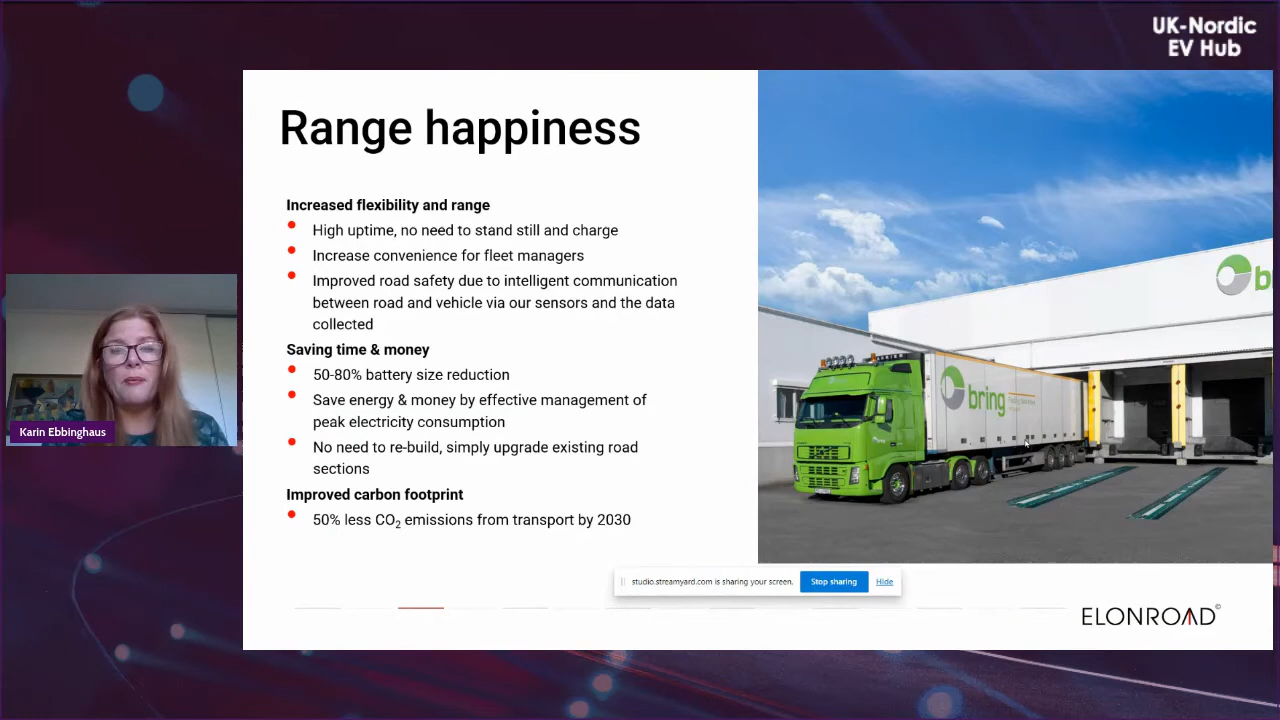 UK-Nordic
EV Hub
Range happiness
Increased flexibility and range
High uptime, no need to stand still and charge
Increase convenience for fleet managers
Improved road safety due to intelligent communication
between road and vehicle via our sensors and the data
collected
Saving time & money
50-80% battery size reduction
Save energy & money by effective management of
peak electricity consumption
No need to re-build, simply upgrade existing road
sections
Improved carbon footprint
50% less CO₂ emissions from transport by 2030
b
bring
Karin Ebbinghaus
studio.streamyard.com is sharing your screen.
Stop sharing
Hide
ELONROAD©